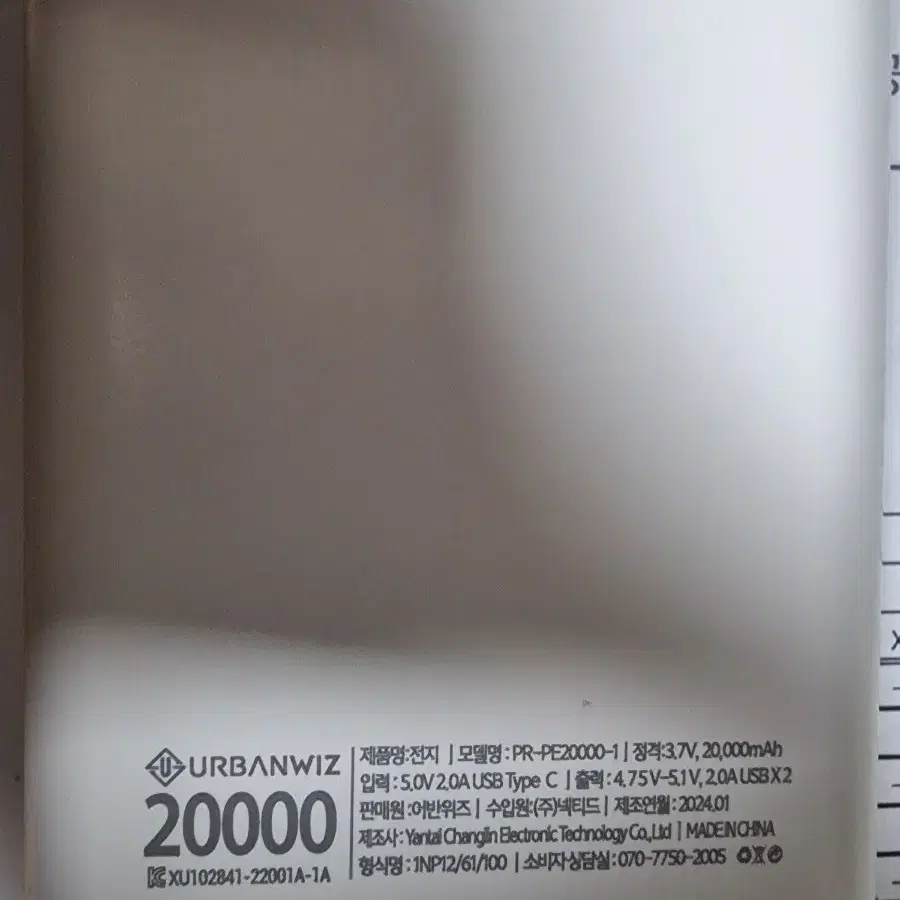 URBANWIZ
20000
XU102841-22001A-1A
제품명:전지 | 모델명 : PR-PE20000-1 | 정격:3.7V, 20,000mAh
입력 : 5.0V 2.0A USB Type C | 출력 : 4.75V-5.1V, 2.0A USB X 2
판매원 : 어반위즈 | 수입원:(주)넥티드 | 제조연월 : 2024.01
제조사 : Yantai Changjin Electronic Technology Co., Ltd | MADE IN CHINA
형식명 : 1NP12/61/100 | 소비자상담실 : 070-7750-2005
X